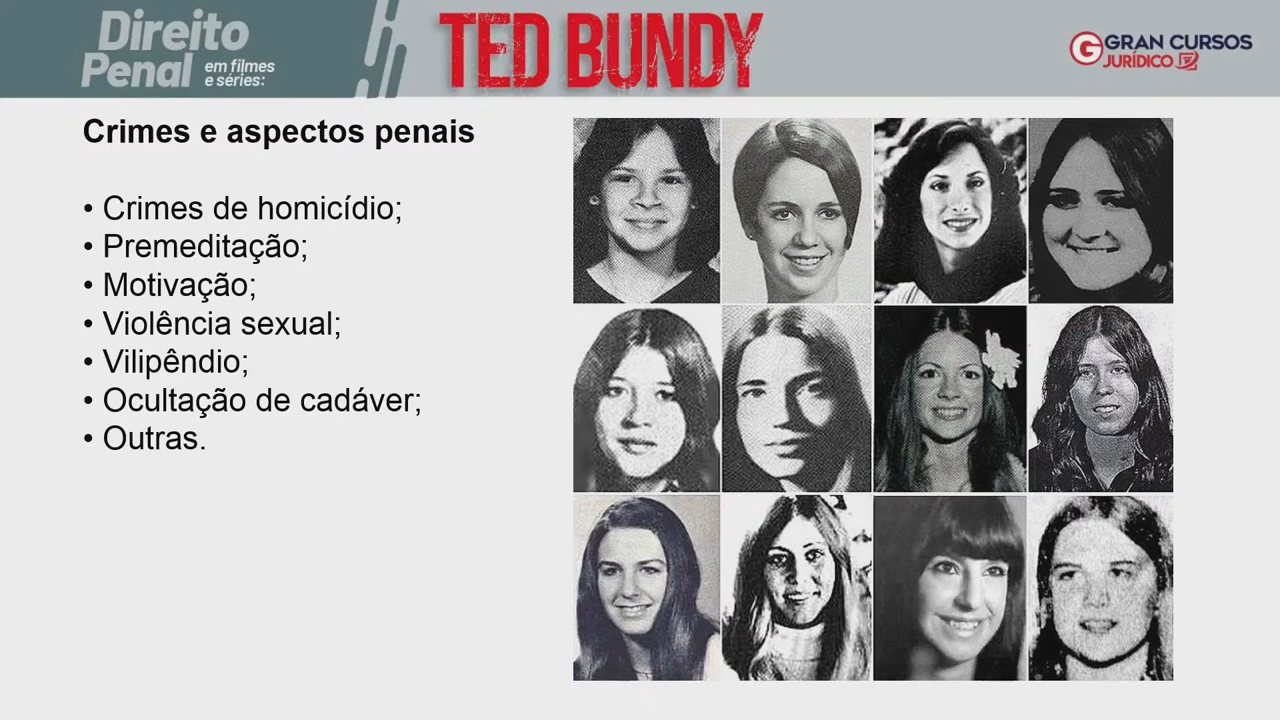 Direito
Penal em filmes
e séries:
TED BUNDY
GRAN CURSOS
JURÍDICO
Crimes e aspectos penais
• Crimes de homicídio;
• Premeditação;
• Motivação;
• Violência sexual;
• Vilipêndio;
• Ocultação de cadáver;
• Outras.